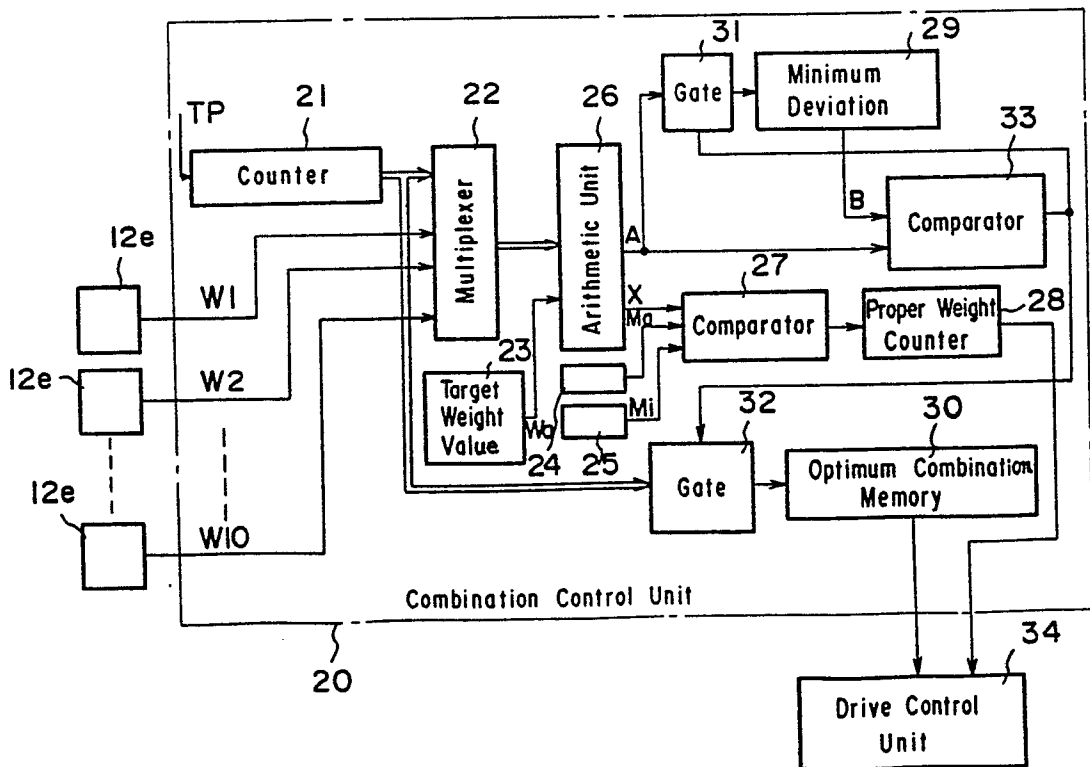 31
29
Gate
Minimum
Deviation
TP
21
22
26
33
Counter
Multiplexer
Arithmetic Unit
A
B
Comparator
12e
W1
X
27
Ma
Comparator
28
Proper Weight
Counter
12e
W2
23
Target
Weight
Value
Wa
24
Mi
25
32
30
Gate
Optimum Combination
Memory
12e
W10
Combination Control Unit
20
34
Drive Control
Unit